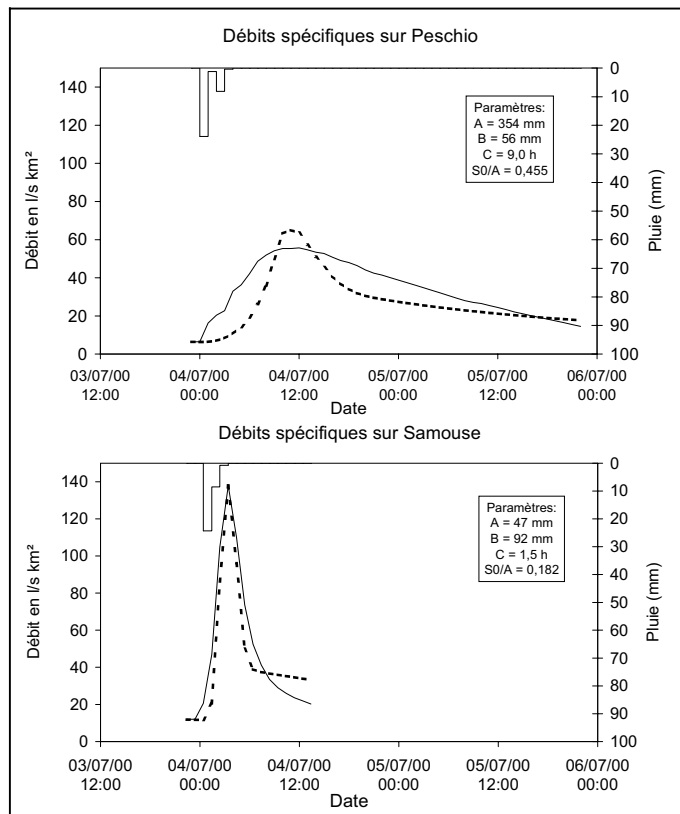 Débits spécifiques sur Peschio
140
120
100
80
60
40
20
0
Débit en l/s km²
0
10
20
30
40
50
60
70
80
90
100
Pluie (mm)
Paramètres:
A = 354 mm
B = 56 mm
C = 9,0 h
S0/A = 0,455
03/07/00 04/07/00 04/07/00 05/07/00 05/07/00 06/07/00
12:00 00:00 12:00 00:00 12:00 00:00
Date
Débits spécifiques sur Samouse
140
120
100
80
60
40
20
0
Débit en l/s km²
0
10
20
30
40
50
60
70
80
90
100
Pluie (mm)
Paramètres:
A = 47 mm
B = 92 mm
C = 1,5 h
S0/A = 0,182
03/07/00 04/07/00 04/07/00 05/07/00 05/07/00 06/07/00
12:00 00:00 12:00 00:00 12:00 00:00
Date